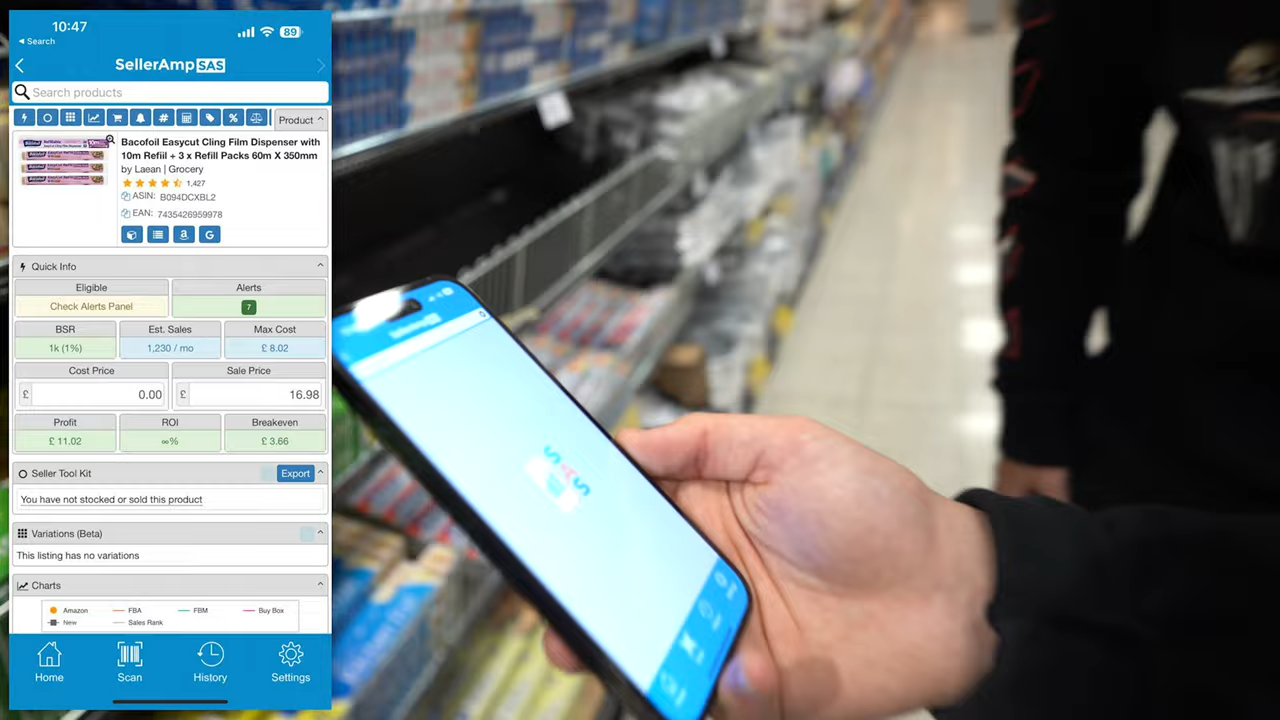 10:47
89
Search
SellerAmp SAS
Search products
Product
Bacofoil Easycut Cling Film Dispenser with
10m Refill + 3 x Refill Packs 60m X 350mm
by Laean | Grocery
1,427
ASIN: B094DCXBL2
EAN: 7435426959978
Quick Info
Eligible
Alerts
Check Alerts Panel
7
BSR
Est. Sales
Max Cost
1k (1%)
1,230 / mo
£ 8.02
Cost Price
Sale Price
£ 0.00
£ 16.98
Profit
ROI
Breakeven
£ 11.02
∞%
£ 3.66
Seller Tool Kit
Export
You have not stocked or sold this product
Variations (Beta)
This listing has no variations
Charts
Amazon
FBA
FBM
Buy Box
New
Sales Rank
Home
Scan
History
Settings